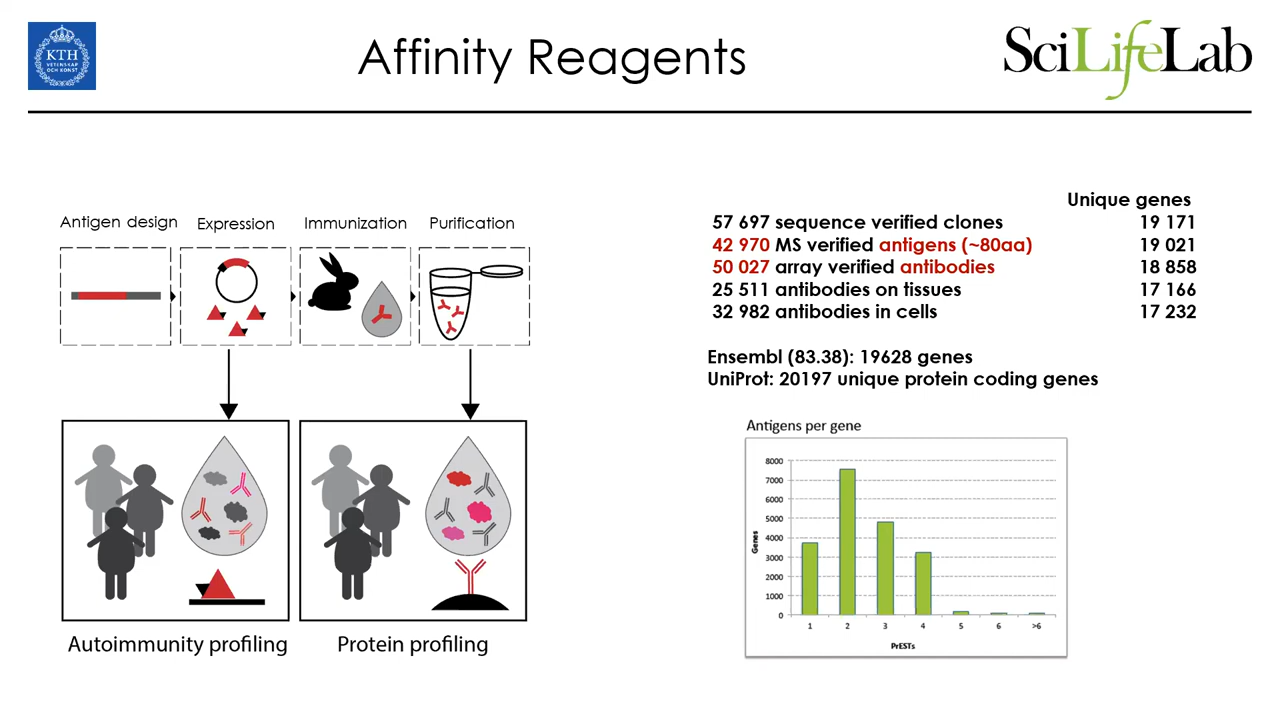 KTH
VETENSKAP
OCH KONST
Affinity Reagents
SciLifeLab
Antigen design
Expression
Immunization
Purification
Autoimmunity profiling
Protein profiling
Unique genes
57 697 sequence verified clones 19 171
42 970 MS verified antigens (~80aa) 19 021
50 027 array verified antibodies 18 858
25 511 antibodies on tissues 17 166
32 982 antibodies in cells 17 232
Ensembl (83.38): 19628 genes
UniProt: 20197 unique protein coding genes
Antigens per gene
8000
7000
6000
5000
4000
3000
2000
1000
0
Genes
1 2 3 4 5 6 >6
PrESTs